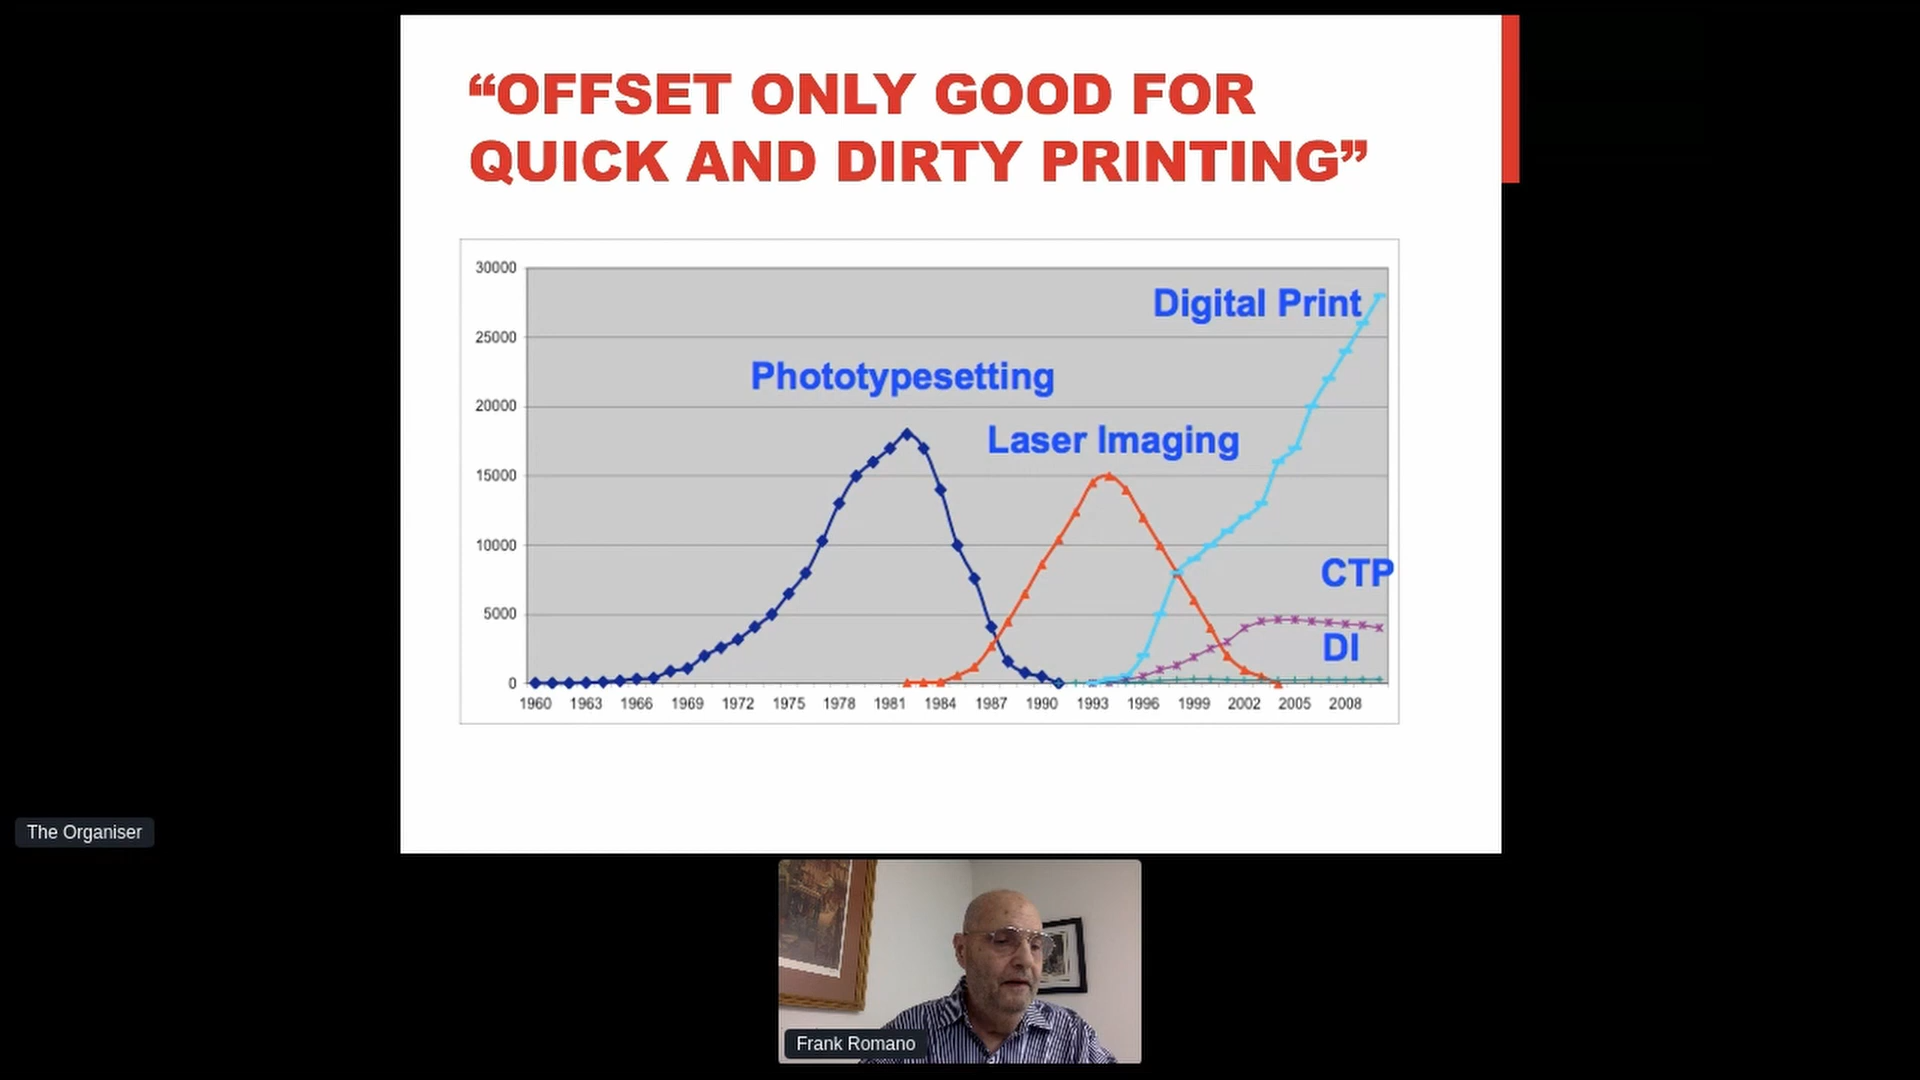 “OFFSET ONLY GOOD FOR
QUICK AND DIRTY PRINTING”
30000
25000
20000
15000
10000
5000
0
Digital Print
Phototypesetting
Laser Imaging
CTP
DI
1960 1963 1966 1969 1972 1975 1978 1981 1984 1987 1990 1993 1996 1999 2002 2005 2008
The Organiser
Frank Romano